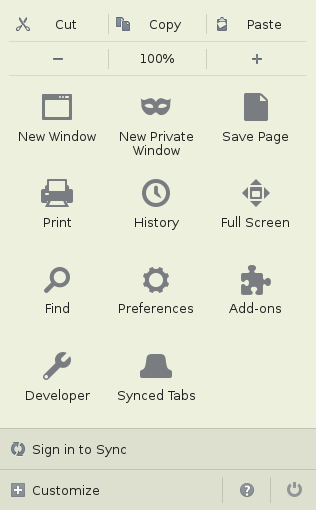 Cut Copy Paste
− 100% +
New Window New Private Save Page
Window
Print History Full Screen
Find Preferences Add-ons
Developer Synced Tabs
Sign in to Sync
Customize ?